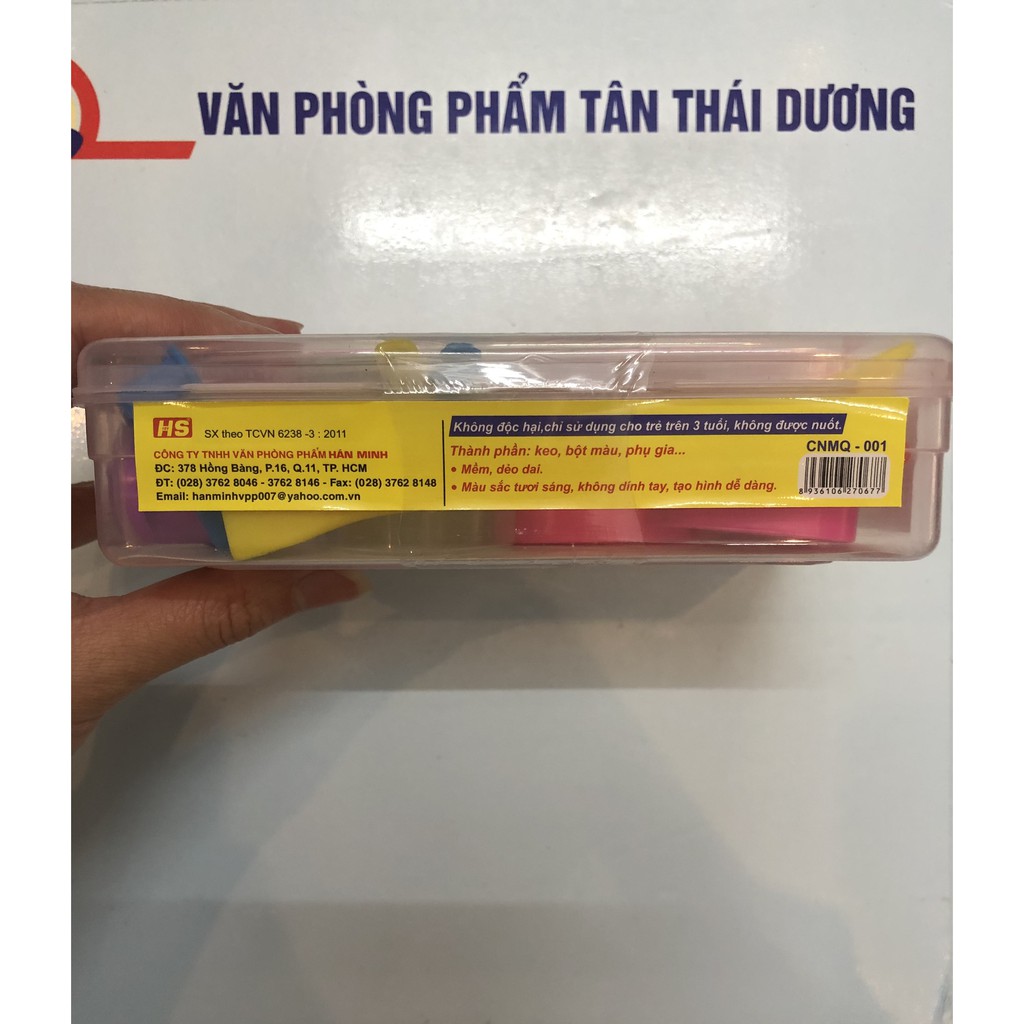 VĂN PHÒNG PHẨM TÂN THÁI DƯƠNG
HS
SX theo TCVN 6238 -3 : 2011
CÔNG TY TNHH VĂN PHÒNG PHẨM HÁN MINH
ĐC: 378 Hồng Bàng, P.16, Q.11, TP. HCM
ĐT: (028) 3762 8046 - 3762 8146 - Fax: (028) 3762 8148
Email: hanminhvpp007@yahoo.com.vn
Không độc hại,chỉ sử dụng cho trẻ trên 3 tuổi, không được nuốt.
Thành phần: keo, bột màu, phụ gia...
• Mềm, dẻo dai.
• Màu sắc tươi sáng, không dính tay, tạo hình dễ dàng.
CNMQ - 001
8 936106 270677